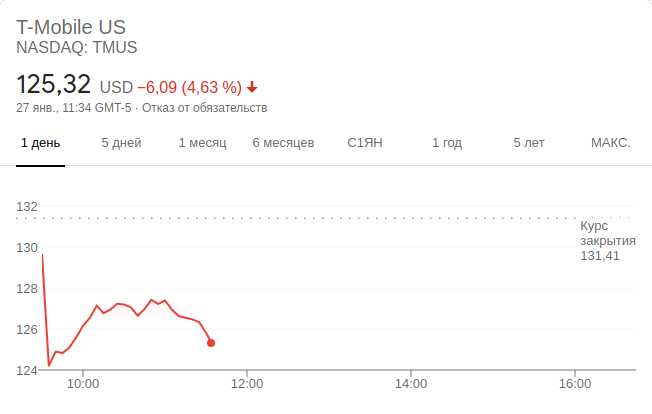 T-Mobile US
NASDAQ: TMUS
125,32 USD −6,09 (4,63 %)
27 янв., 11:34 GMT-5 · Отказ от обязательств
1 день 5 дней 1 месяц 6 месяцев С1ЯН 1 год 5 лет МАКС.
132
Курс
закрытия
131,41
130
128
126
124
10:00 12:00 14:00 16:00